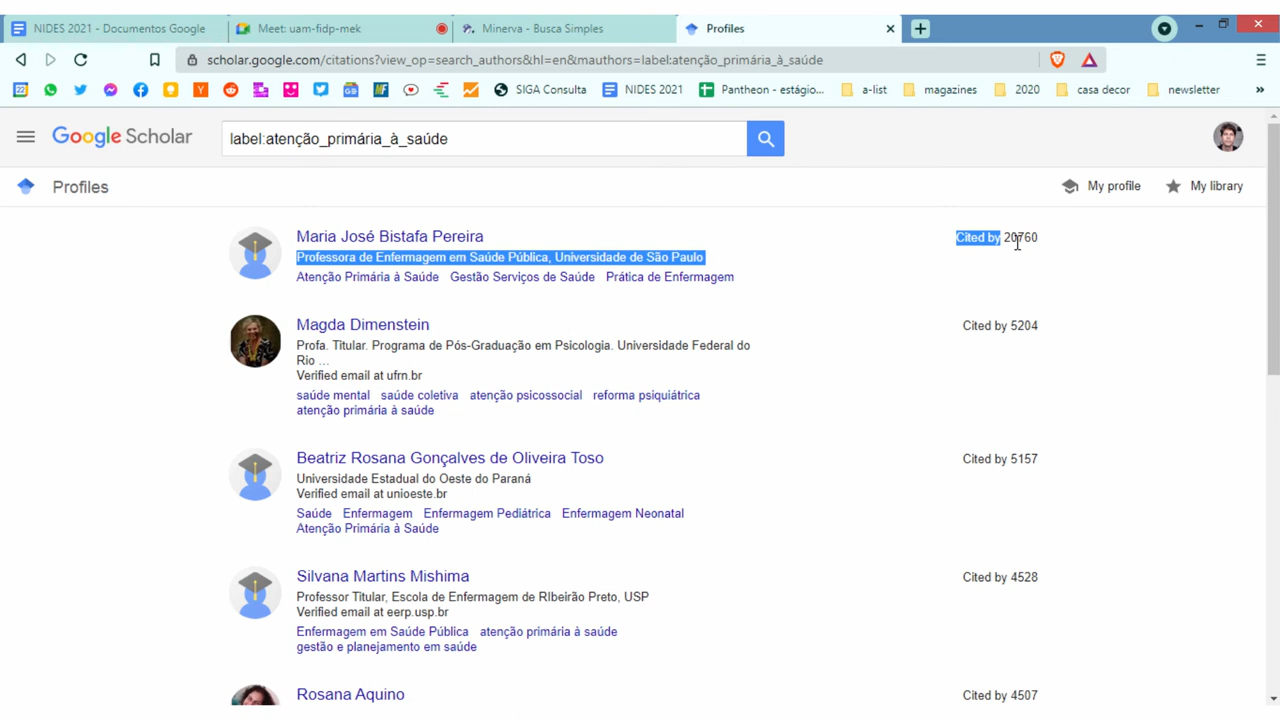 NIDES 2021 - Documentos Google
Meet: uam-fidp-mek
Minerva - Busca Simples
Profiles
scholar.google.com/citations?view_op=search_authors&hl=en&mauthors=label:atenção_primária_à_saúde
22
SIGA Consulta
NIDES 2021
Pantheon - estágio...
a-list
magazines
2020
casa decor
newsletter
»
Google Scholar
label:atenção_primária_à_saúde
Profiles
My profile
My library
Maria José Bistafa Pereira
Cited by 20760
Professora de Enfermagem em Saúde Pública, Universidade de São Paulo
Atenção Primária à Saúde Gestão Serviços de Saúde Prática de Enfermagem
Magda Dimenstein
Cited by 5204
Profa. Titular. Programa de Pós-Graduação em Psicologia. Universidade Federal do
Rio ...
Verified email at ufrn.br
saúde mental saúde coletiva atenção psicossocial reforma psiquiátrica
atenção primária à saúde
Beatriz Rosana Gonçalves de Oliveira Toso
Cited by 5157
Universidade Estadual do Oeste do Paraná
Verified email at unioeste.br
Saúde Enfermagem Enfermagem Pediátrica Enfermagem Neonatal
Atenção Primária à Saúde
Silvana Martins Mishima
Cited by 4528
Professor Titular, Escola de Enfermagem de RIbeirão Preto, USP
Verified email at eerp.usp.br
Enfermagem em Saúde Pública atenção primária à saúde
gestão e planejamento em saúde
Rosana Aquino
Cited by 4507